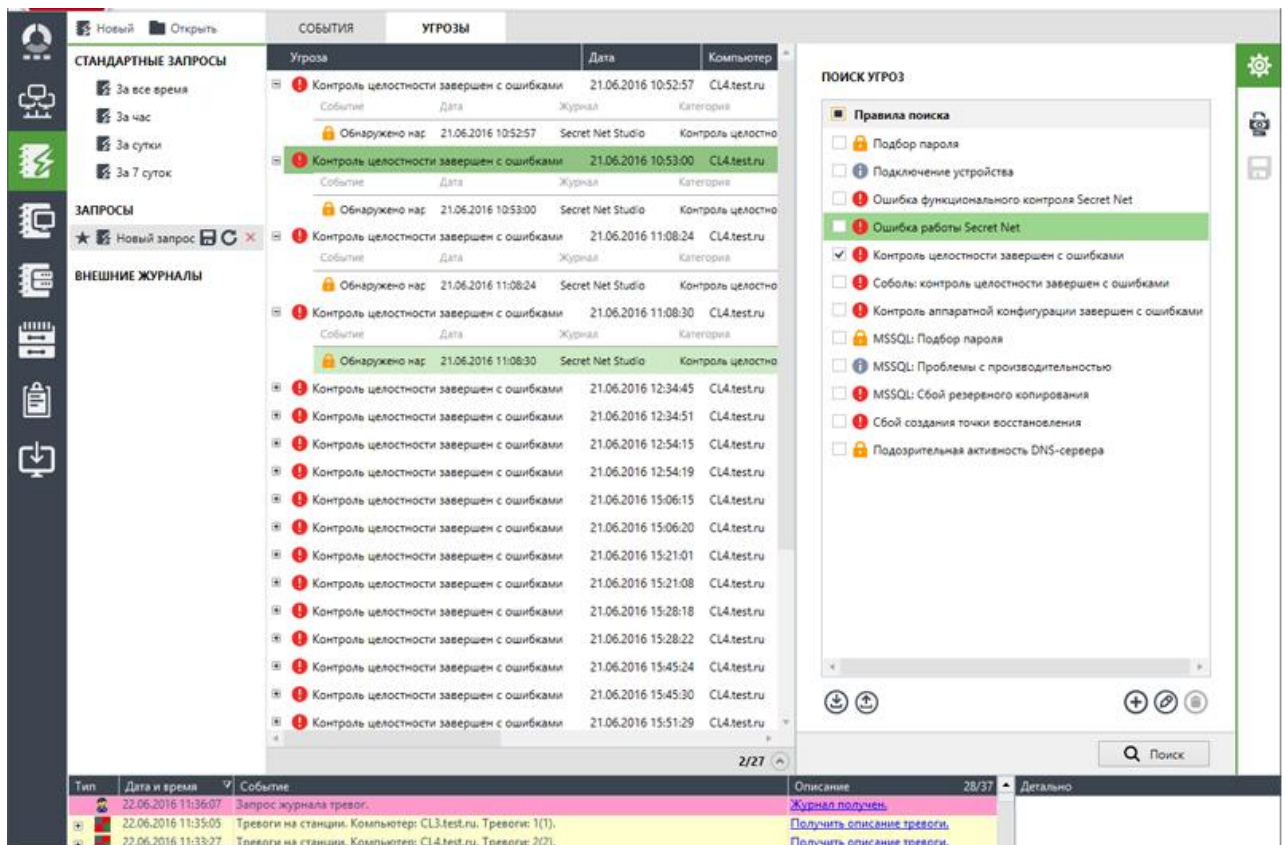 Новый Открыть
СТАНДАРТНЫЕ ЗАПРОСЫ
За все время
За час
За сутки
За 7 суток
ЗАПРОСЫ
Новый запрос
ВНЕШНИЕ ЖУРНАЛЫ
СОБЫТИЯ УГРОЗЫ
Угроза Дата Компьютер
Контроль целостности завершен с ошибками 21.06.2016 10:52:57 CL4.test.ru
Событие Дата Журнал Категория
Обнаружено нар 21.06.2016 10:52:57 Secret Net Studio Контроль целостно
Контроль целостности завершен с ошибками 21.06.2016 10:53:00 CL4.test.ru
Событие Дата Журнал Категория
Обнаружено нар 21.06.2016 10:53:00 Secret Net Studio Контроль целостно
Контроль целостности завершен с ошибками 21.06.2016 11:08:24 CL4.test.ru
Событие Дата Журнал Категория
Обнаружено нар 21.06.2016 11:08:24 Secret Net Studio Контроль целостно
Контроль целостности завершен с ошибками 21.06.2016 11:08:30 CL4.test.ru
Событие Дата Журнал Категория
Обнаружено нар 21.06.2016 11:08:30 Secret Net Studio Контроль целостно
Контроль целостности завершен с ошибками 21.06.2016 12:34:45 CL4.test.ru
Контроль целостности завершен с ошибками 21.06.2016 12:34:51 CL4.test.ru
Контроль целостности завершен с ошибками 21.06.2016 12:54:15 CL4.test.ru
Контроль целостности завершен с ошибками 21.06.2016 12:54:19 CL4.test.ru
Контроль целостности завершен с ошибками 21.06.2016 15:06:15 CL4.test.ru
Контроль целостности завершен с ошибками 21.06.2016 15:06:20 CL4.test.ru
Контроль целостности завершен с ошибками 21.06.2016 15:21:01 CL4.test.ru
Контроль целостности завершен с ошибками 21.06.2016 15:21:08 CL4.test.ru
Контроль целостности завершен с ошибками 21.06.2016 15:28:18 CL4.test.ru
Контроль целостности завершен с ошибками 21.06.2016 15:28:22 CL4.test.ru
Контроль целостности завершен с ошибками 21.06.2016 15:45:24 CL4.test.ru
Контроль целостности завершен с ошибками 21.06.2016 15:45:30 CL4.test.ru
Контроль целостности завершен с ошибками 21.06.2016 15:51:29 CL4.test.ru
2/27
ПОИСК УГРОЗ
Правила поиска
Подбор пароля
Подключение устройства
Ошибка функционального контроля Secret Net
Ошибка работы Secret Net
Контроль целостности завершен с ошибками
Соболь: контроль целостности завершен с ошибками
Контроль аппаратной конфигурации завершен с ошибками
MSSQL: Подбор пароля
MSSQL: Проблемы с производительностью
MSSQL: Сбой резервного копирования
Сбой создания точки восстановления
Подозрительная активность DNS-сервера
Поиск
Тип Дата и время Событие Описание 28/37 Детально
22.06.2016 11:36:07 Запрос журнала тревог. Журнал получен.
22.06.2016 11:35:05 Тревоги на станции. Компьютер: CL3.test.ru. Тревоги: 1(1). Получить описание тревоги.
22.06.2016 11:33:27 Тревоги на станции. Компьютер: CL4.test.ru. Тревоги: 2(2). Получить описание тревоги.